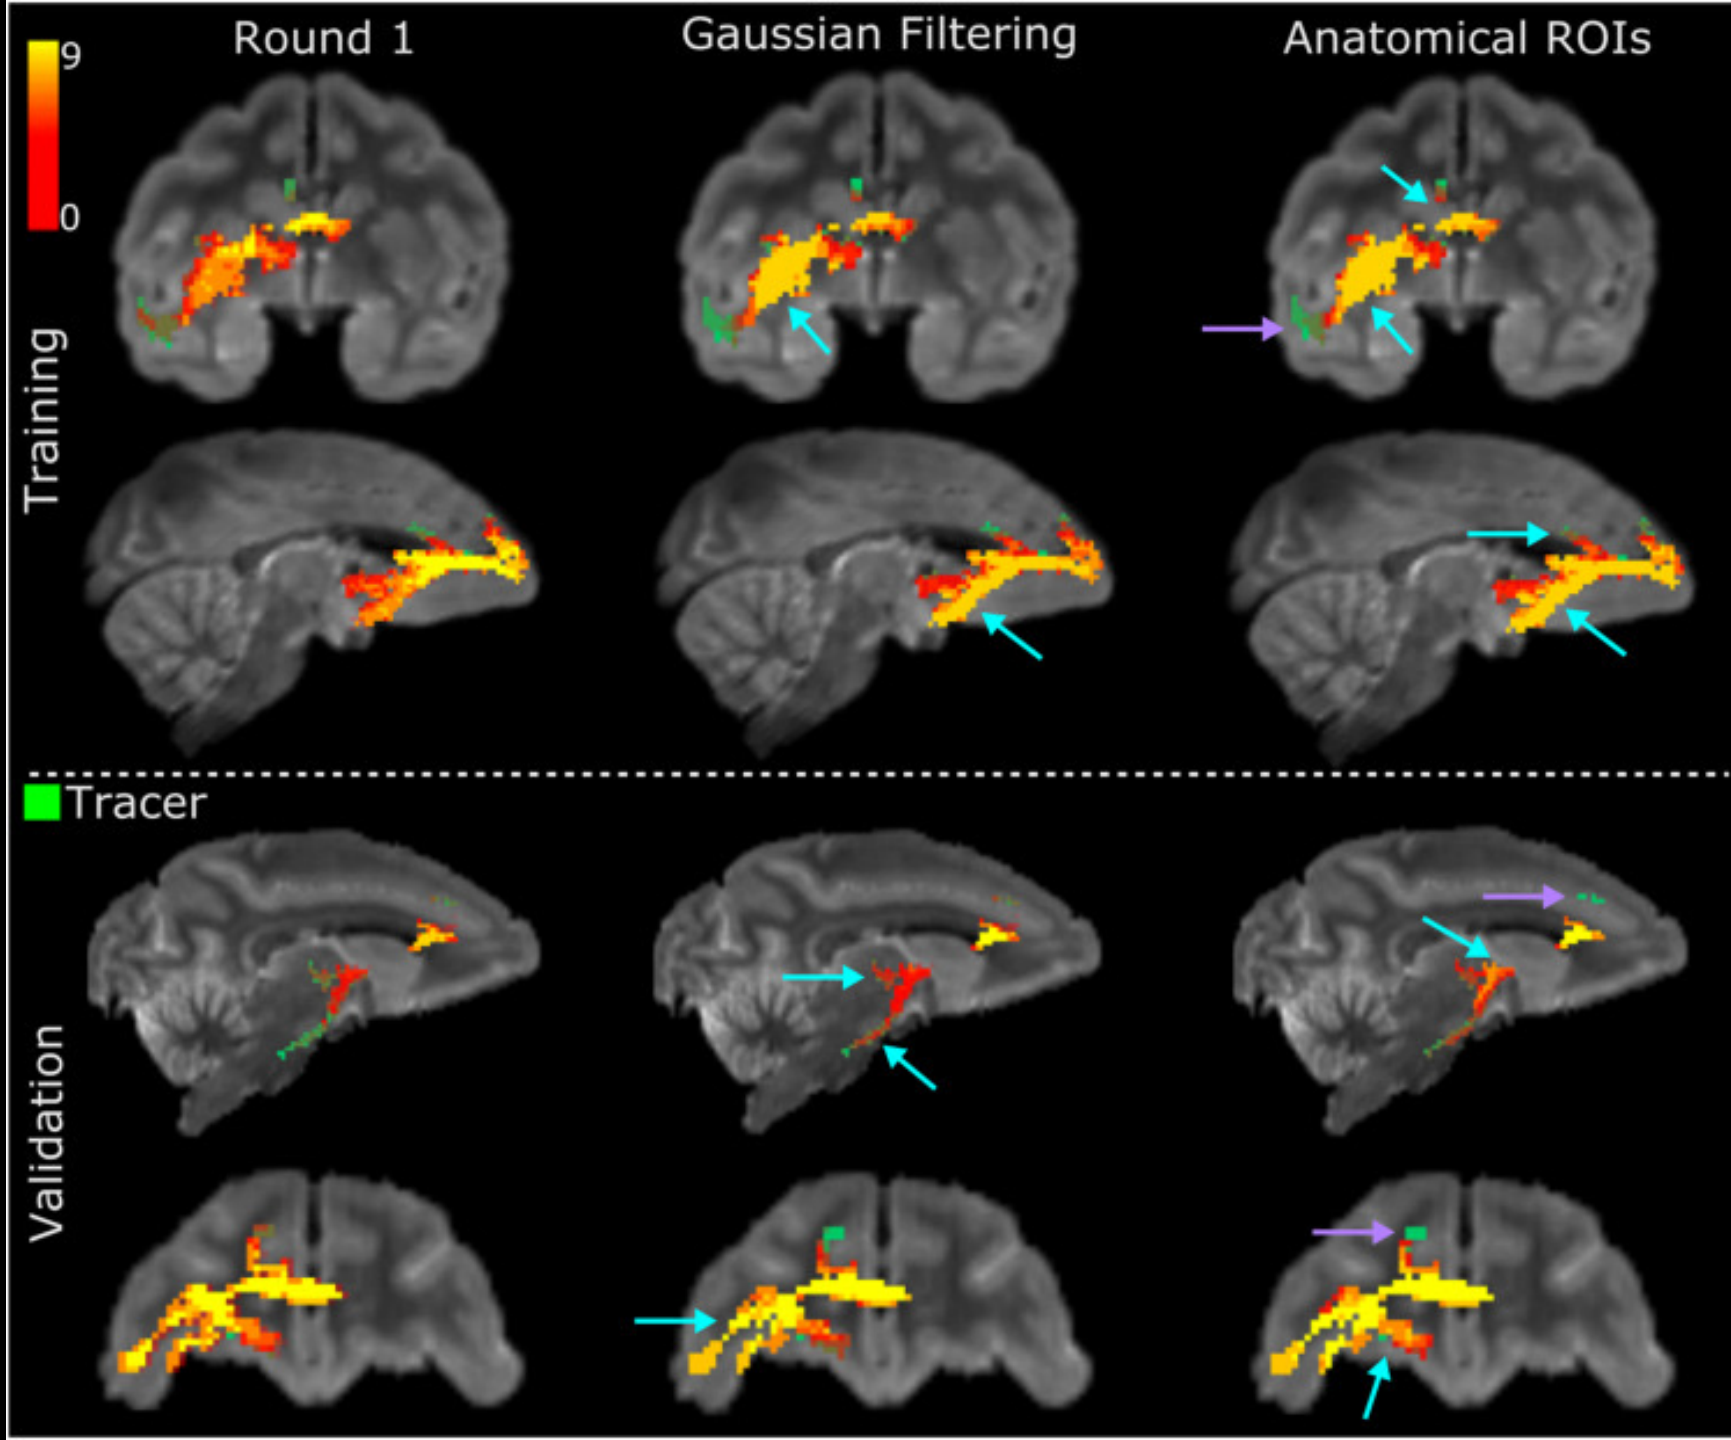 Round 1
Gaussian Filtering
Anatomical ROIs
9
0
Training
Tracer
Validation